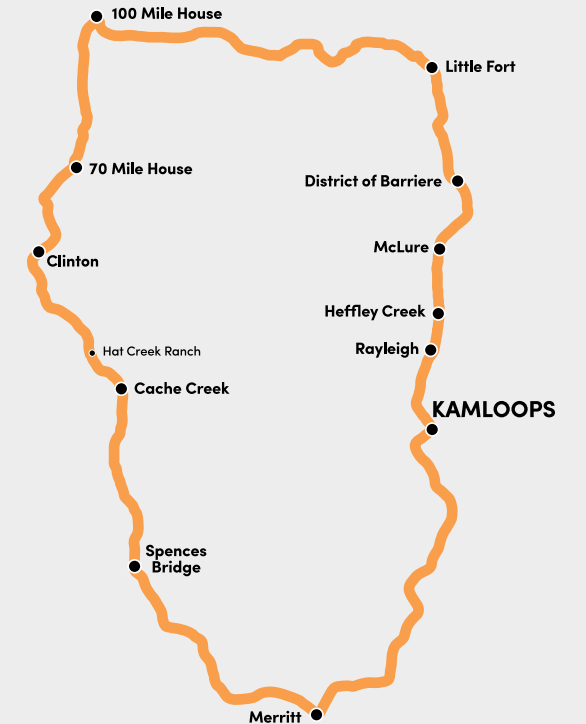 100 Mile House
Little Fort
70 Mile House
District of Barriere
McLure
Clinton
Heffley Creek
Hat Creek Ranch
Rayleigh
Cache Creek
KAMLOOPS
Spences
Bridge
Merritt